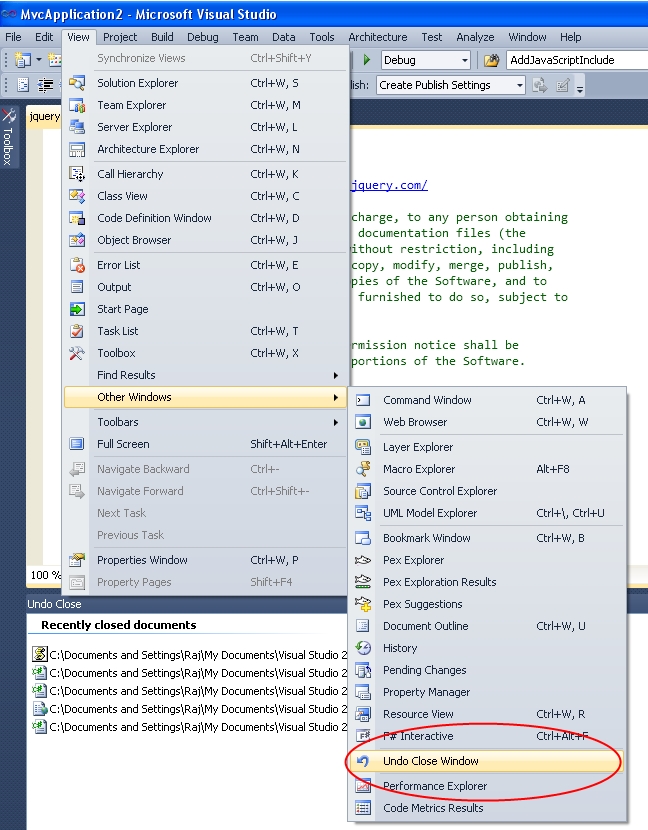 MvcApplication2 - Microsoft Visual Studio
File Edit View Project Build Debug Team Data Tools Architecture Test Analyze Window Help
Debug AddJavaScriptInclude
lish: Create Publish Settings
Toolbox
jquery
Synchronize Views Ctrl+Shift+Y
Solution Explorer Ctrl+W, S
Team Explorer Ctrl+W, M
Server Explorer Ctrl+W, L
Architecture Explorer Ctrl+W, N
Call Hierarchy Ctrl+W, K
Class View Ctrl+W, C
Code Definition Window Ctrl+W, D
Object Browser Ctrl+W, J
Error List Ctrl+W, E
Output Ctrl+W, O
Start Page
Task List Ctrl+W, T
Toolbox Ctrl+W, X
Find Results
Other Windows
Toolbars
Full Screen Shift+Alt+Enter
Navigate Backward Ctrl+-
Navigate Forward Ctrl+Shift+-
Next Task
Previous Task
Properties Window Ctrl+W, P
Property Pages Shift+F4
jquery.com/
charge, to any person obtaining
documentation files (the
ithout restriction, including
copy, modify, merge, publish,
pies of the Software, and to
furnished to do so, subject to
rmission notice shall be
portions of the Software.
Command Window Ctrl+W, A
Web Browser Ctrl+W, W
Layer Explorer
Macro Explorer Alt+F8
Source Control Explorer
UML Model Explorer Ctrl+\, Ctrl+U
Bookmark Window Ctrl+W, B
Pex Explorer
Pex Exploration Results
Pex Suggestions
Document Outline Ctrl+W, U
History
Pending Changes
Property Manager
Resource View Ctrl+W, R
F# Interactive Ctrl+Alt+F
Undo Close Window
Performance Explorer
Code Metrics Results
100 %
Undo Close
Recently closed documents
C:\Documents and Settings\Raj\My Documents\Visual Studio 2
C:\Documents and Settings\Raj\My Documents\Visual Studio 2
C:\Documents and Settings\Raj\My Documents\Visual Studio 2
C:\Documents and Settings\Raj\My Documents\Visual Studio 2
C:\Documents and Settings\Raj\My Documents\Visual Studio 2